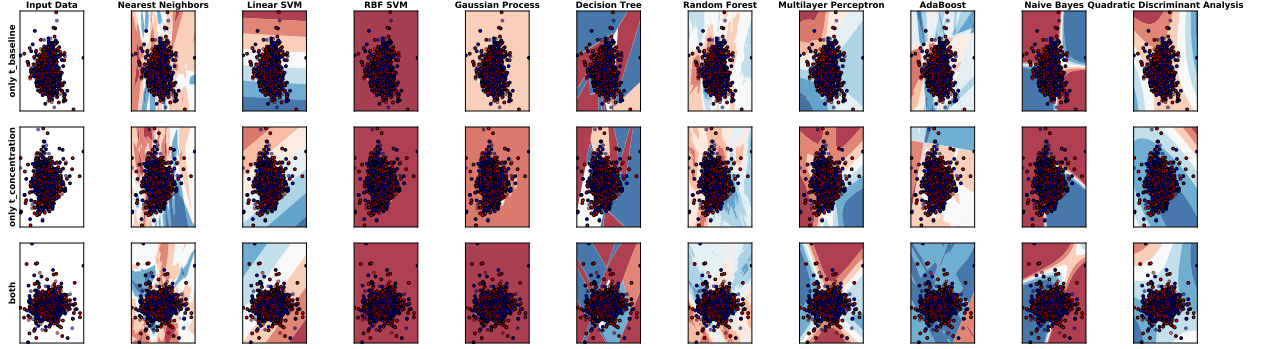 Input Data
Nearest Neighbors
Linear SVM
RBF SVM
Gaussian Process
Decision Tree
Random Forest
Multilayer Perceptron
AdaBoost
Naive Bayes
Quadratic Discriminant Analysis
only t_baseline
only t_concentration
both